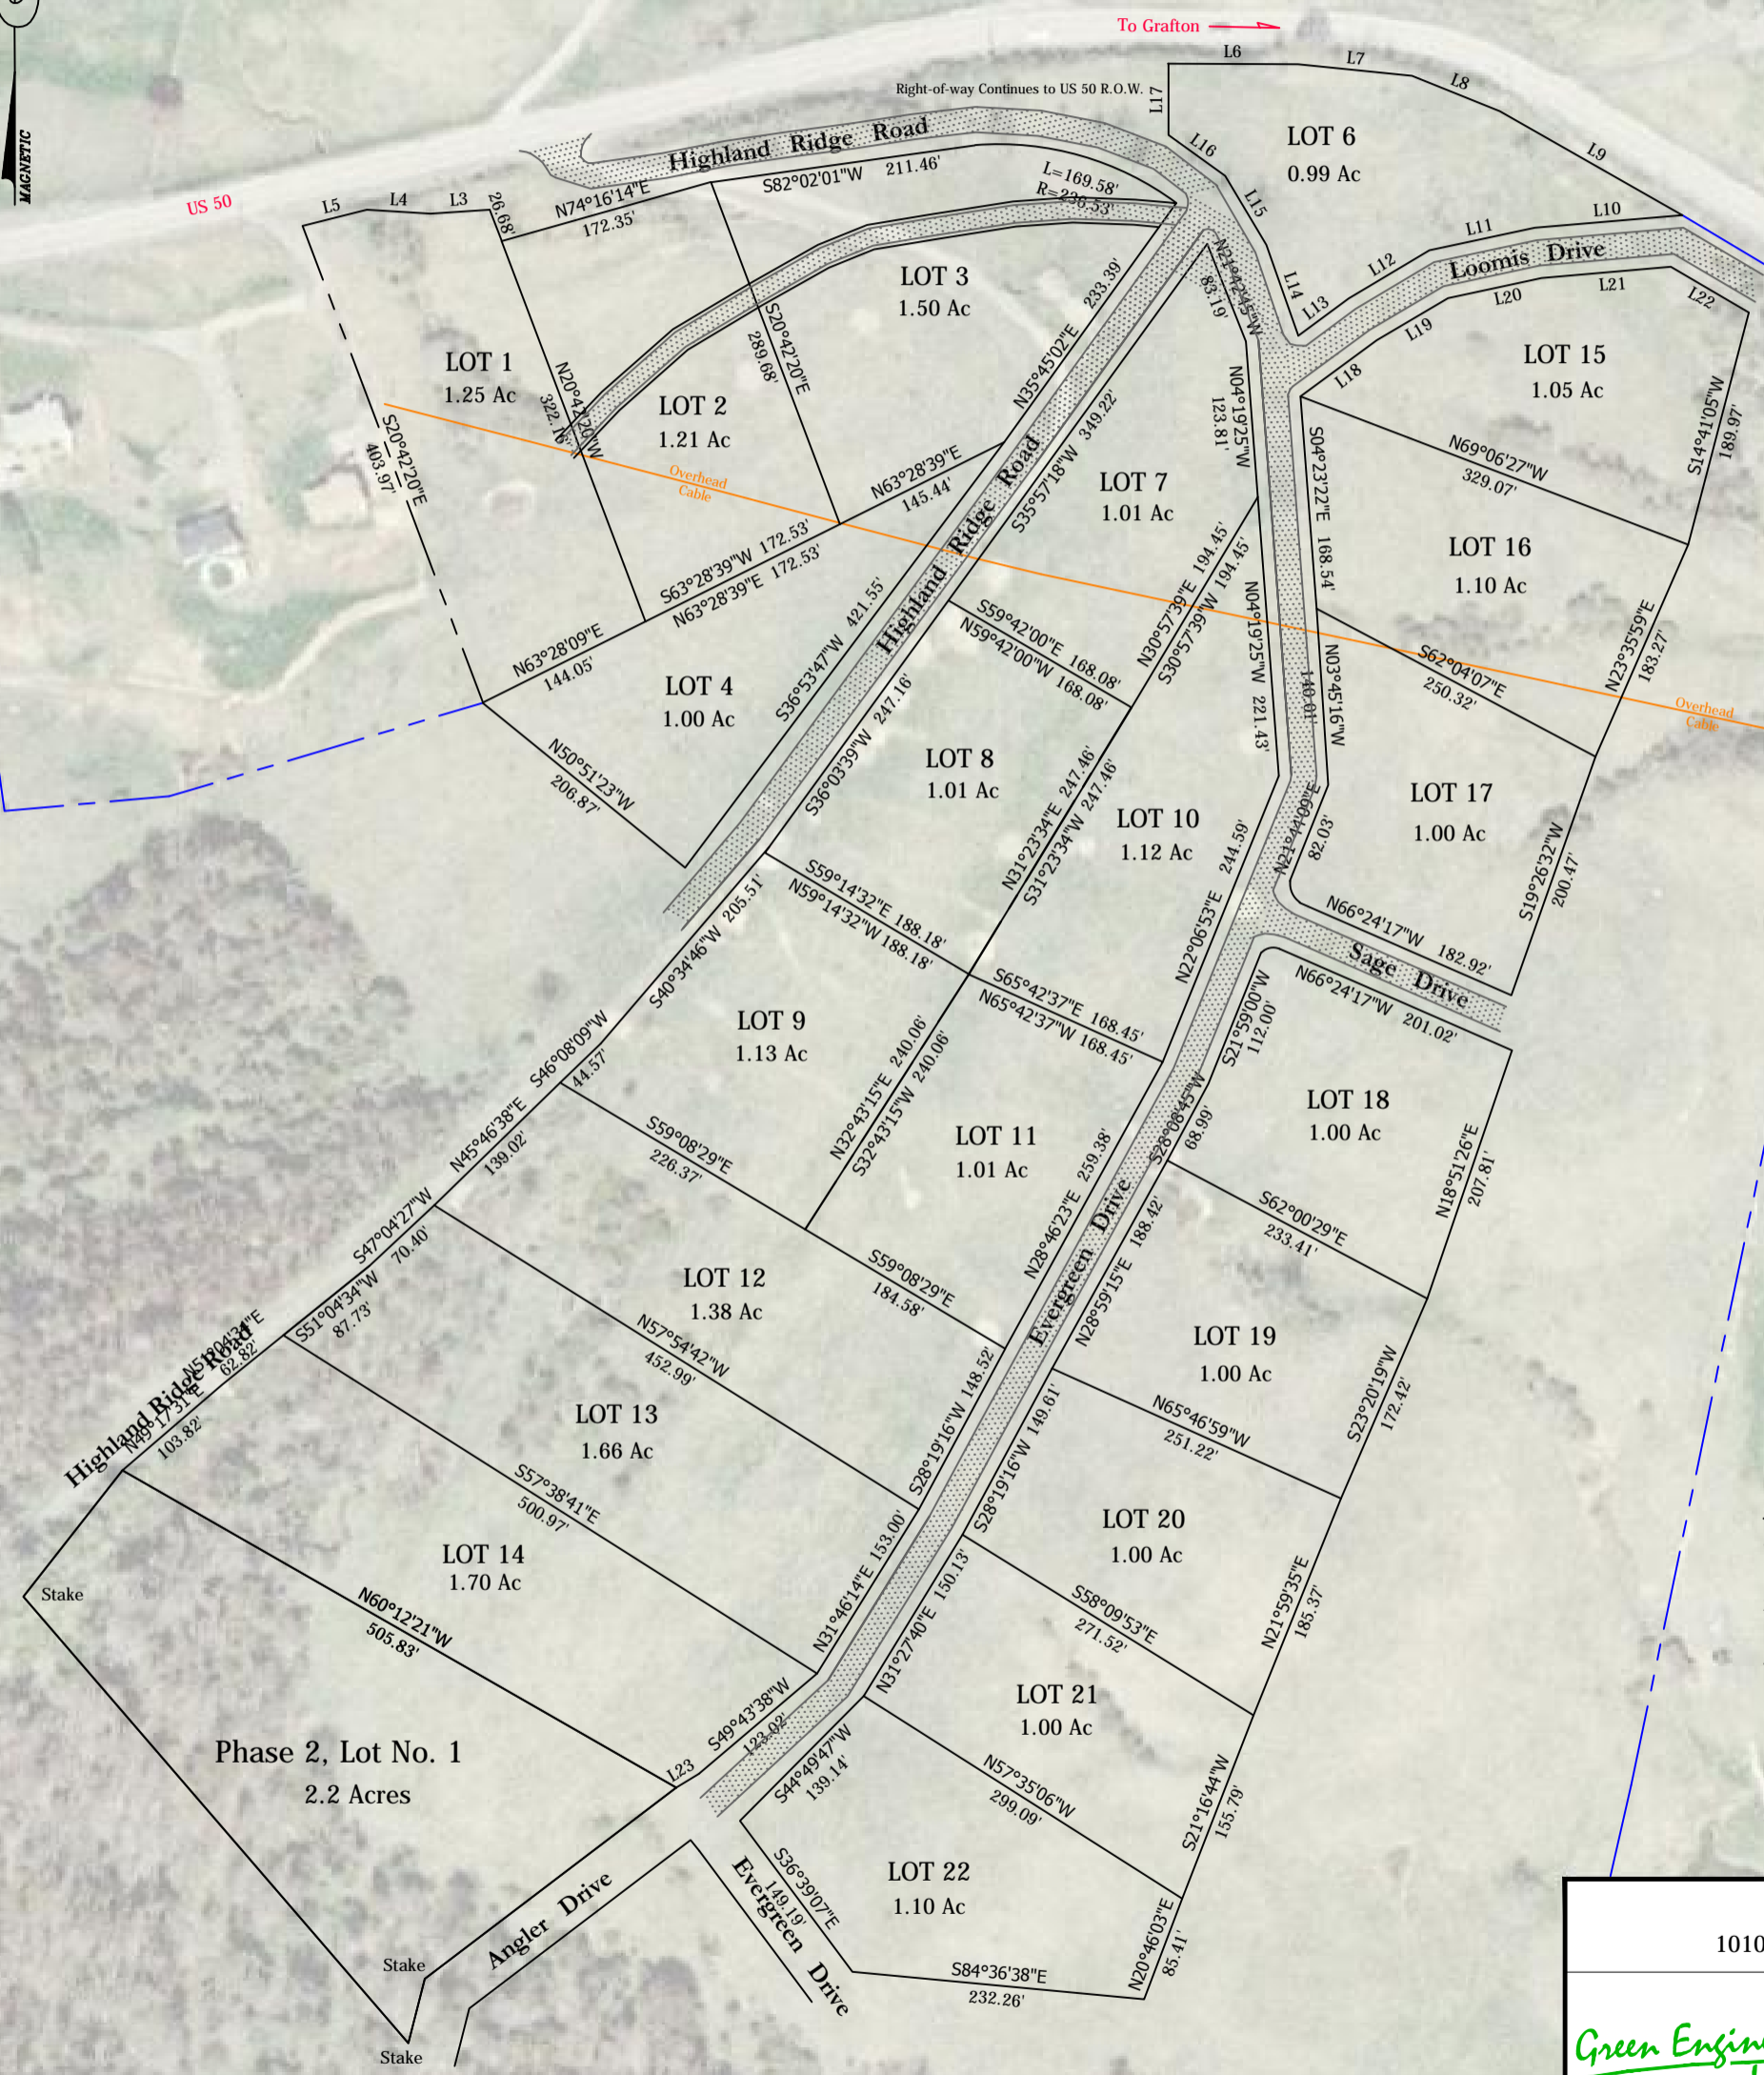 MAGNETIC
To Grafton
US 50
Right-of-way Continues to US 50 R.O.W.
L5
L4
L3
26.68'
L17
L6
L7
L8
L9
L16
L15
L14
L13
L12
L11
L10
Highland Ridge Road
N74°16'14"E
172.35'
S82°02'01"W 211.46'
L=169.58'
R=236.53'
LOT 6
0.99 Ac
Loomis Drive
L18
L19
L20
L21
L22
LOT 1
1.25 Ac
S20°42'20"E
403.97'
N20°42'20"W
322.16'
LOT 2
1.21 Ac
S20°42'20"E
289.68'
LOT 3
1.50 Ac
N35°45'02"E 233.39'
N21°42'45"W
83.19'
LOT 15
1.05 Ac
S14°41'05"W
189.97'
N69°06'27"W
329.07'
Overhead
Cable
N63°28'39"E
145.44'
S63°28'39"W 172.53'
N63°28'39"E 172.53'
N63°28'09"E
144.05'
Highland Ridge Road
S35°57'18"W 349.22'
LOT 7
1.01 Ac
N04°19'25"W
123.81'
S04°23'22"E 168.54'
LOT 16
1.10 Ac
N23°35'59"E
183.27'
S62°04'07"E
250.32'
Overhead
Cable
LOT 4
1.00 Ac
S36°53'47"W 421.55'
N50°51'23"W
206.87'
S36°03'39"W 247.16'
S59°42'00"E 168.08'
N59°42'00"W 168.08'
N30°57'39"E 194.45'
S30°57'39"W 194.45'
N04°19'25"W 221.43'
N03°45'16"W
140.01'
LOT 8
1.01 Ac
N31°23'34"E 247.46'
S31°23'34"W 247.46'
LOT 10
1.12 Ac
N21°44'09"E
82.03'
LOT 17
1.00 Ac
S19°26'32"W
200.47'
N22°06'53"E 244.59'
N66°24'17"W 182.92'
Sage Drive
N66°24'17"W 201.02'
S59°14'32"E 188.18'
N59°14'32"W 188.18'
S40°34'46"W 205.51'
LOT 9
1.13 Ac
S65°42'37"E 168.45'
N65°42'37"W 168.45'
S21°59'00"W
112.00'
S46°08'09"W
44.57'
N32°43'15"E 240.06'
S32°43'15"W 240.06'
S28°08'45"W
68.99'
LOT 18
1.00 Ac
N18°51'26"E
207.81'
N45°46'38"E
139.02'
S59°08'29"E
226.37'
LOT 11
1.01 Ac
N28°46'23"E 259.38'
Evergreen Drive
N28°59'15"E 188.42'
S62°00'29"E
233.41'
S47°04'27"W
70.40'
S59°08'29"E
184.58'
LOT 12
1.38 Ac
S51°04'34"W
87.73'
N57°54'42"W
452.99'
LOT 19
1.00 Ac
S23°20'19"W
172.42'
Highland Ridge Road
N51°04'34"E
62.82'
N49°17'31"E
103.82'
S28°19'16"W 148.52'
S28°19'16"W 149.61'
N65°46'59"W
251.22'
LOT 13
1.66 Ac
S57°38'41"E
500.97'
LOT 20
1.00 Ac
N21°59'35"E
185.37'
LOT 14
1.70 Ac
N31°46'14"E 153.00'
N31°27'40"E 150.13'
S58°09'53"E
271.52'
Stake
N60°12'21"W
505.83'
LOT 21
1.00 Ac
S49°43'38"W
123.02'
L23
S44°49'47"W
139.14'
N57°35'06"W
299.09'
S21°16'44"W
155.79'
Phase 2, Lot No. 1
2.2 Acres
LOT 22
1.10 Ac
S36°39'07"E
149.19'
Evergreen Drive
Angler Drive
N20°46'03"E
85.41'
S84°36'38"E
232.26'
Stake
Stake
1010
Green Engine